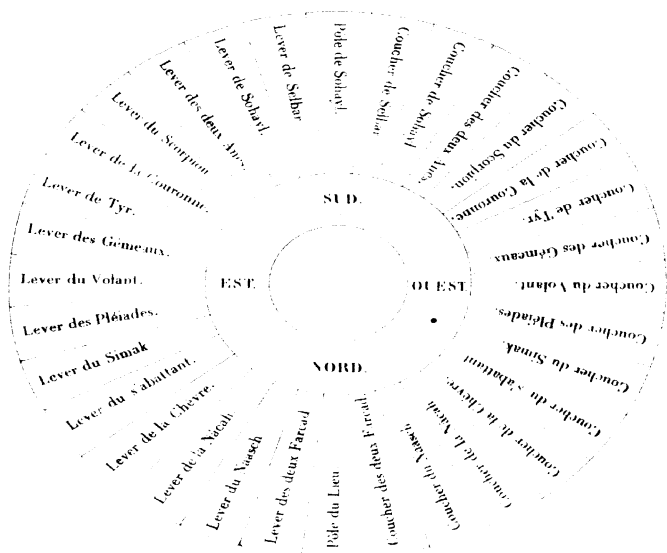 Pôle de Sohayl.
Coucher de Selbar
Coucher de Sohayl
Coucher des deux Anes.
Coucher du Scorpion.
Coucher de la Couronne.
Coucher de Tyr.
Coucher des Gémeaux
Coucher du Volant.
Coucher des Pléiades.
Coucher du Simak.
Coucher du s'abattant
Coucher de la Chèvre.
Coucher de la Nacah
Coucher du Naasch
Coucher des deux Farcad
Pôle du Lieu
Lever des deux Farcad
Lever du Naasch
Lever de la Nacah
Lever de la Chevre.
Lever du s'abattant.
Lever du Simak
Lever des Pléiades.
Lever du Volant.
Lever des Gémeaux.
Lever de Tyr.
Lever de la Couronne.
Lever du Scorpion
Lever des deux Anes
Lever de Sohayl.
Lever de Selbar
SUD.
EST.
OUEST
NORD.